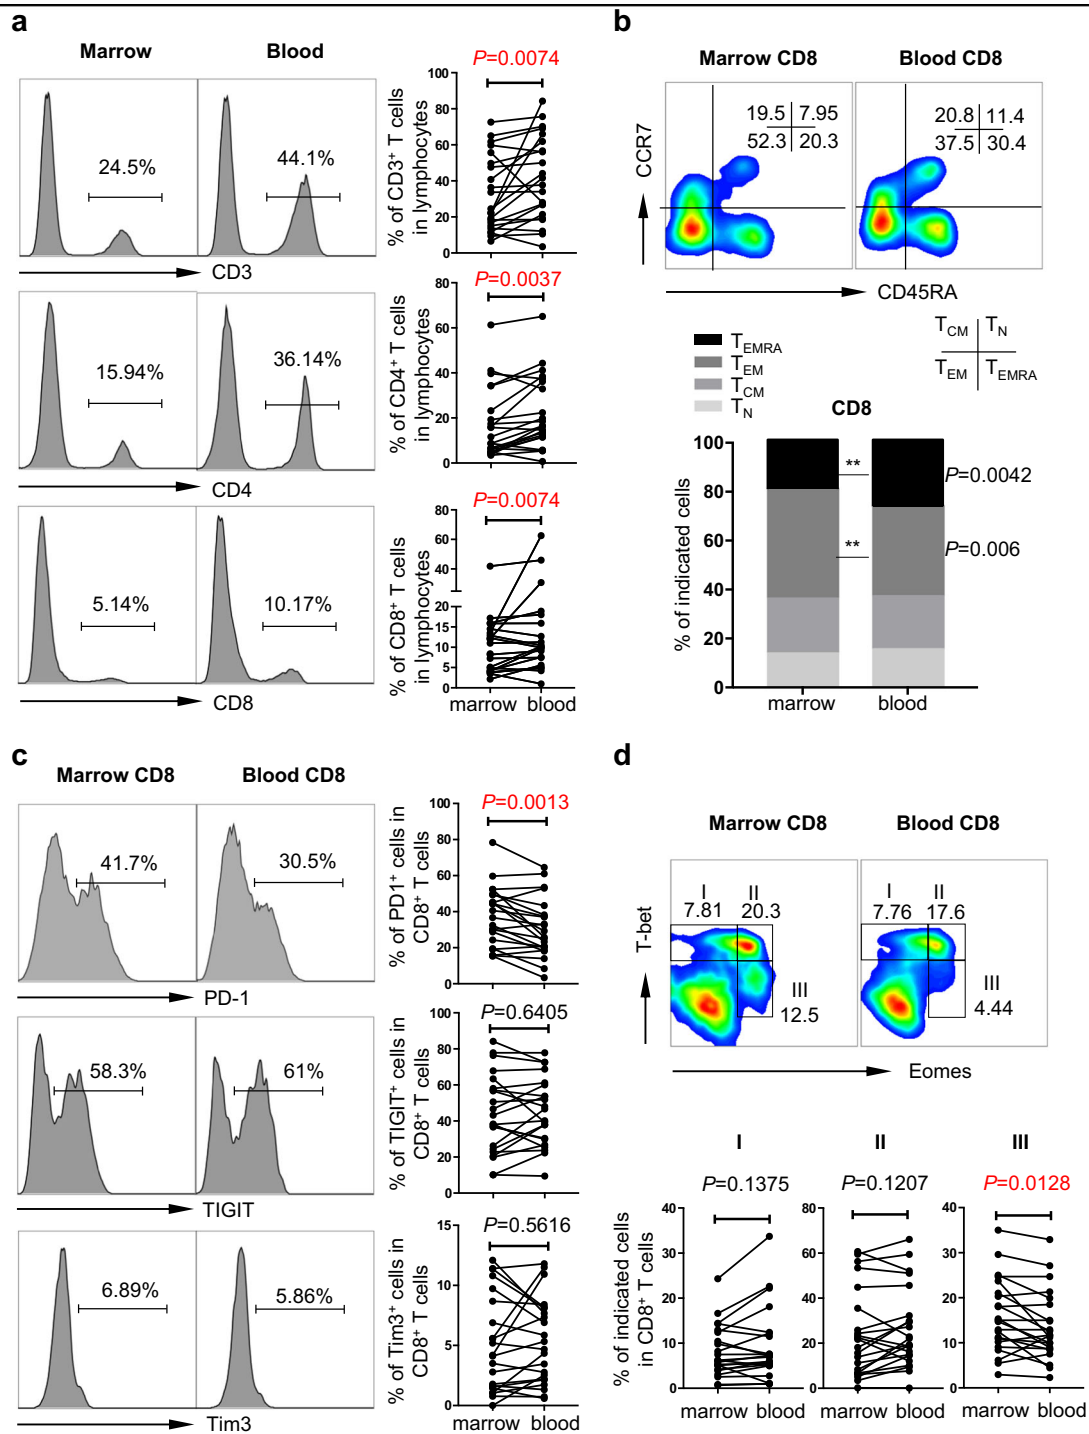 a
Marrow Blood
P=0.0074
24.5% 44.1%
CD3
% of CD3+ T cells
in lymphocytes
100
80
60
40
20
0
15.94% 36.14%
CD4
P=0.0037
% of CD4+ T cells
in lymphocytes
80
60
40
20
0
5.14% 10.17%
CD8
P=0.0074
% of CD8+ T cells
in lymphocytes
80
60
40
20
15
10
5
0
marrow blood
b
Marrow CD8 Blood CD8
CCR7
19.5 7.95
52.3 20.3
20.8 11.4
37.5 30.4
CD45RA
TEMRA
TEM
TCM
TN
TCM TN
TEM TEMRA
CD8
% of indicated cells
100
80
60
40
20
0
** P=0.0042
** P=0.006
marrow blood
c
Marrow CD8 Blood CD8
41.7% 30.5%
PD-1
P=0.0013
% of PD1+ cells in
CD8+ T cells
100
80
60
40
20
0
58.3% 61%
TIGIT
P=0.6405
% of TIGIT+ cells in
CD8+ T cells
100
80
60
40
20
0
6.89% 5.86%
Tim3
P=0.5616
% of Tim3+ cells in
CD8+ T cells
15
10
5
0
marrow blood
d
Marrow CD8 Blood CD8
T-bet
I II
7.81 20.3
III
12.5
I II
7.76 17.6
III
4.44
Eomes
I II III
P=0.1375 P=0.1207 P=0.0128
% of indicated cells
in CD8+ T cells
40
30
20
10
0
80
60
40
20
0
40
30
20
10
0
marrow blood marrow blood marrow blood